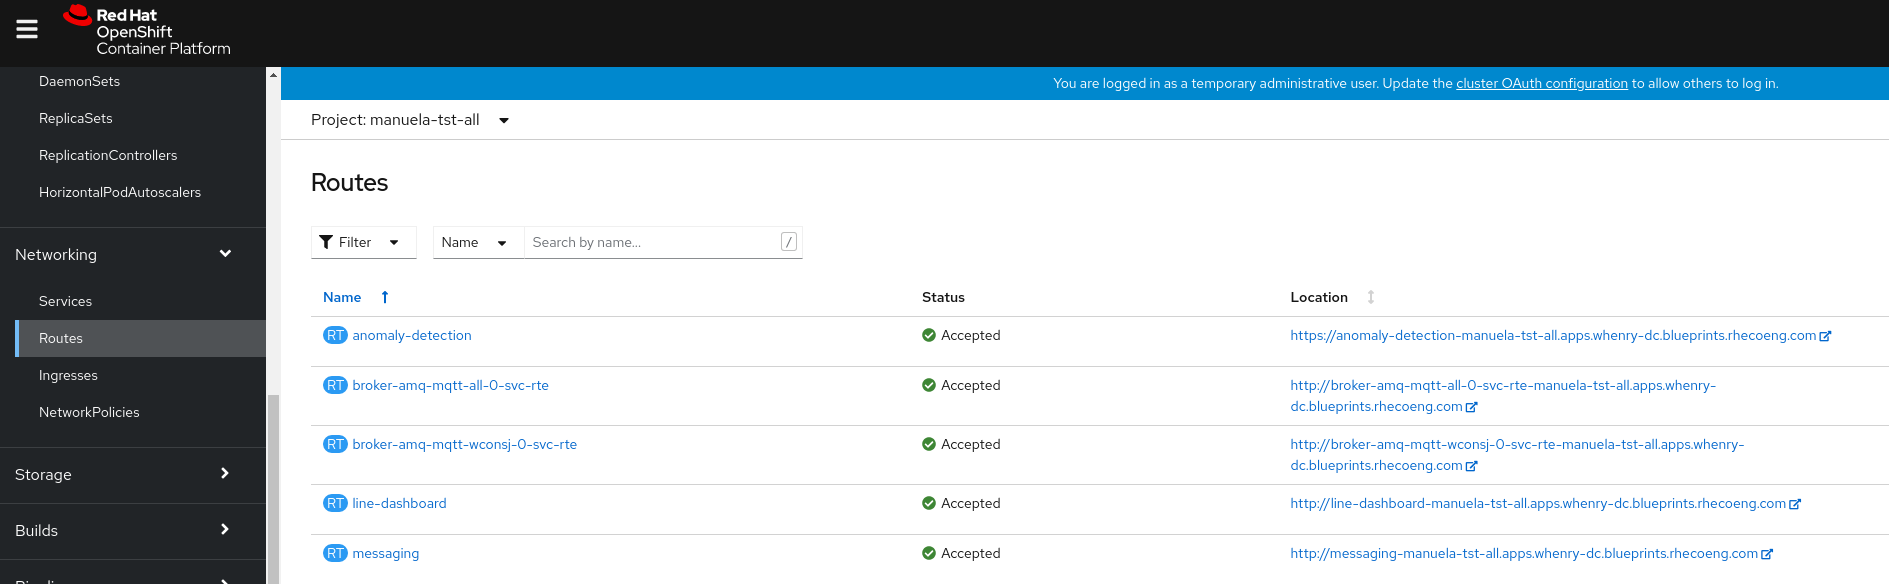 Red Hat
OpenShift
Container Platform
DaemonSets
ReplicaSets
ReplicationControllers
HorizontalPodAutoscalers
Networking
Services
Routes
Ingresses
NetworkPolicies
Storage
Builds
You are logged in as a temporary administrative user. Update the cluster OAuth configuration to allow others to log in.
Project: manuela-tst-all
Routes
Filter Name Search by name... /
Name Status Location
RT anomaly-detection Accepted https://anomaly-detection-manuela-tst-all.apps.whenry-dc.blueprints.rhecoeng.com
RT broker-amq-mqtt-all-0-svc-rte Accepted http://broker-amq-mqtt-all-0-svc-rte-manuela-tst-all.apps.whenry-
dc.blueprints.rhecoeng.com
RT broker-amq-mqtt-wconsj-0-svc-rte Accepted http://broker-amq-mqtt-wconsj-0-svc-rte-manuela-tst-all.apps.whenry-
dc.blueprints.rhecoeng.com
RT line-dashboard Accepted http://line-dashboard-manuela-tst-all.apps.whenry-dc.blueprints.rhecoeng.com
RT messaging Accepted http://messaging-manuela-tst-all.apps.whenry-dc.blueprints.rhecoeng.com